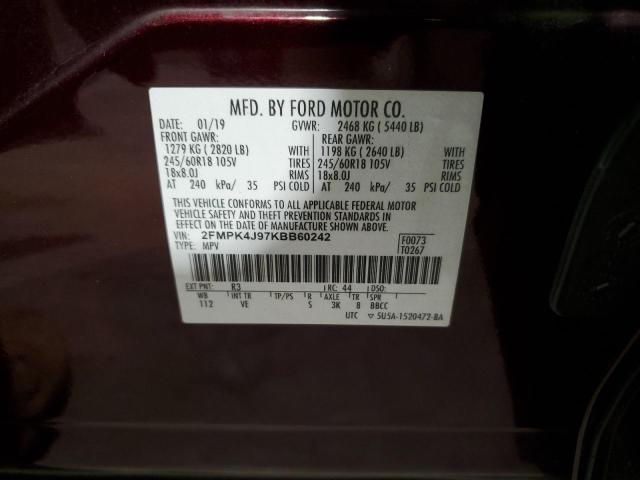 MFD. BY FORD MOTOR CO.
DATE: 01/19 GVWR: 2468 KG ( 5440 LB)
FRONT GAWR: REAR GAWR:
1279 KG ( 2820 LB) WITH 1198 KG ( 2640 LB) WITH
245/60R18 105V TIRES 245/60R18 105V TIRES
18x8.0J RIMS 18x8.0J RIMS
AT 240 kPa/ 35 PSI COLD AT 240 kPa/ 35 PSI COLD
THIS VEHICLE CONFORMS TO ALL APPLICABLE FEDERAL MOTOR
VEHICLE SAFETY AND THEFT PREVENTION STANDARDS IN
EFFECT ON THE DATE OF MANUFACTURE SHOWN ABOVE.
VIN: 2FMPK4J97KBB60242 F0073
TYPE: MPV T0267
EXT PNT: R3 RC: 44 DSO:
WB INT TR TP/PS R AXLE TR SPR
112 VE S 3K 8 BBCC
UTC ▽ 5U5A-1520472-BA